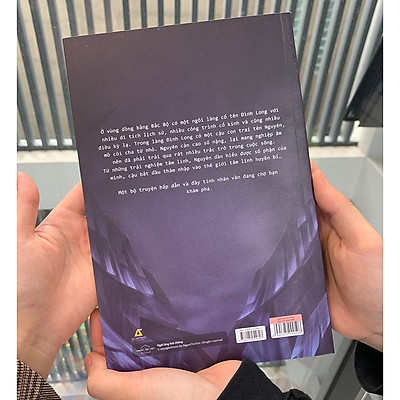 Ở vùng đồng bằng Bắc Bộ có một ngôi làng cổ tên Đinh Long với
nhiều di tích lịch sử, nhiều công trình cổ kính và cùng nhiều
điều kỳ lạ. Trong làng Đinh Long có một cậu con trai tên Nguyên,
mồ côi cha từ nhỏ. Nguyên căn cao số nặng, lại mang nghiệp âm
nên đã phải trải qua rất nhiều trắc trở trong cuộc sống.
Từ những trải nghiệm tâm linh, Nguyên dần hiểu được số phận của
mình, cậu bắt đầu thâm nhập vào thế giới tâm linh huyền bí…
Một bộ truyện hấp dẫn và đầy tính nhân văn đang chờ bạn
khám phá.